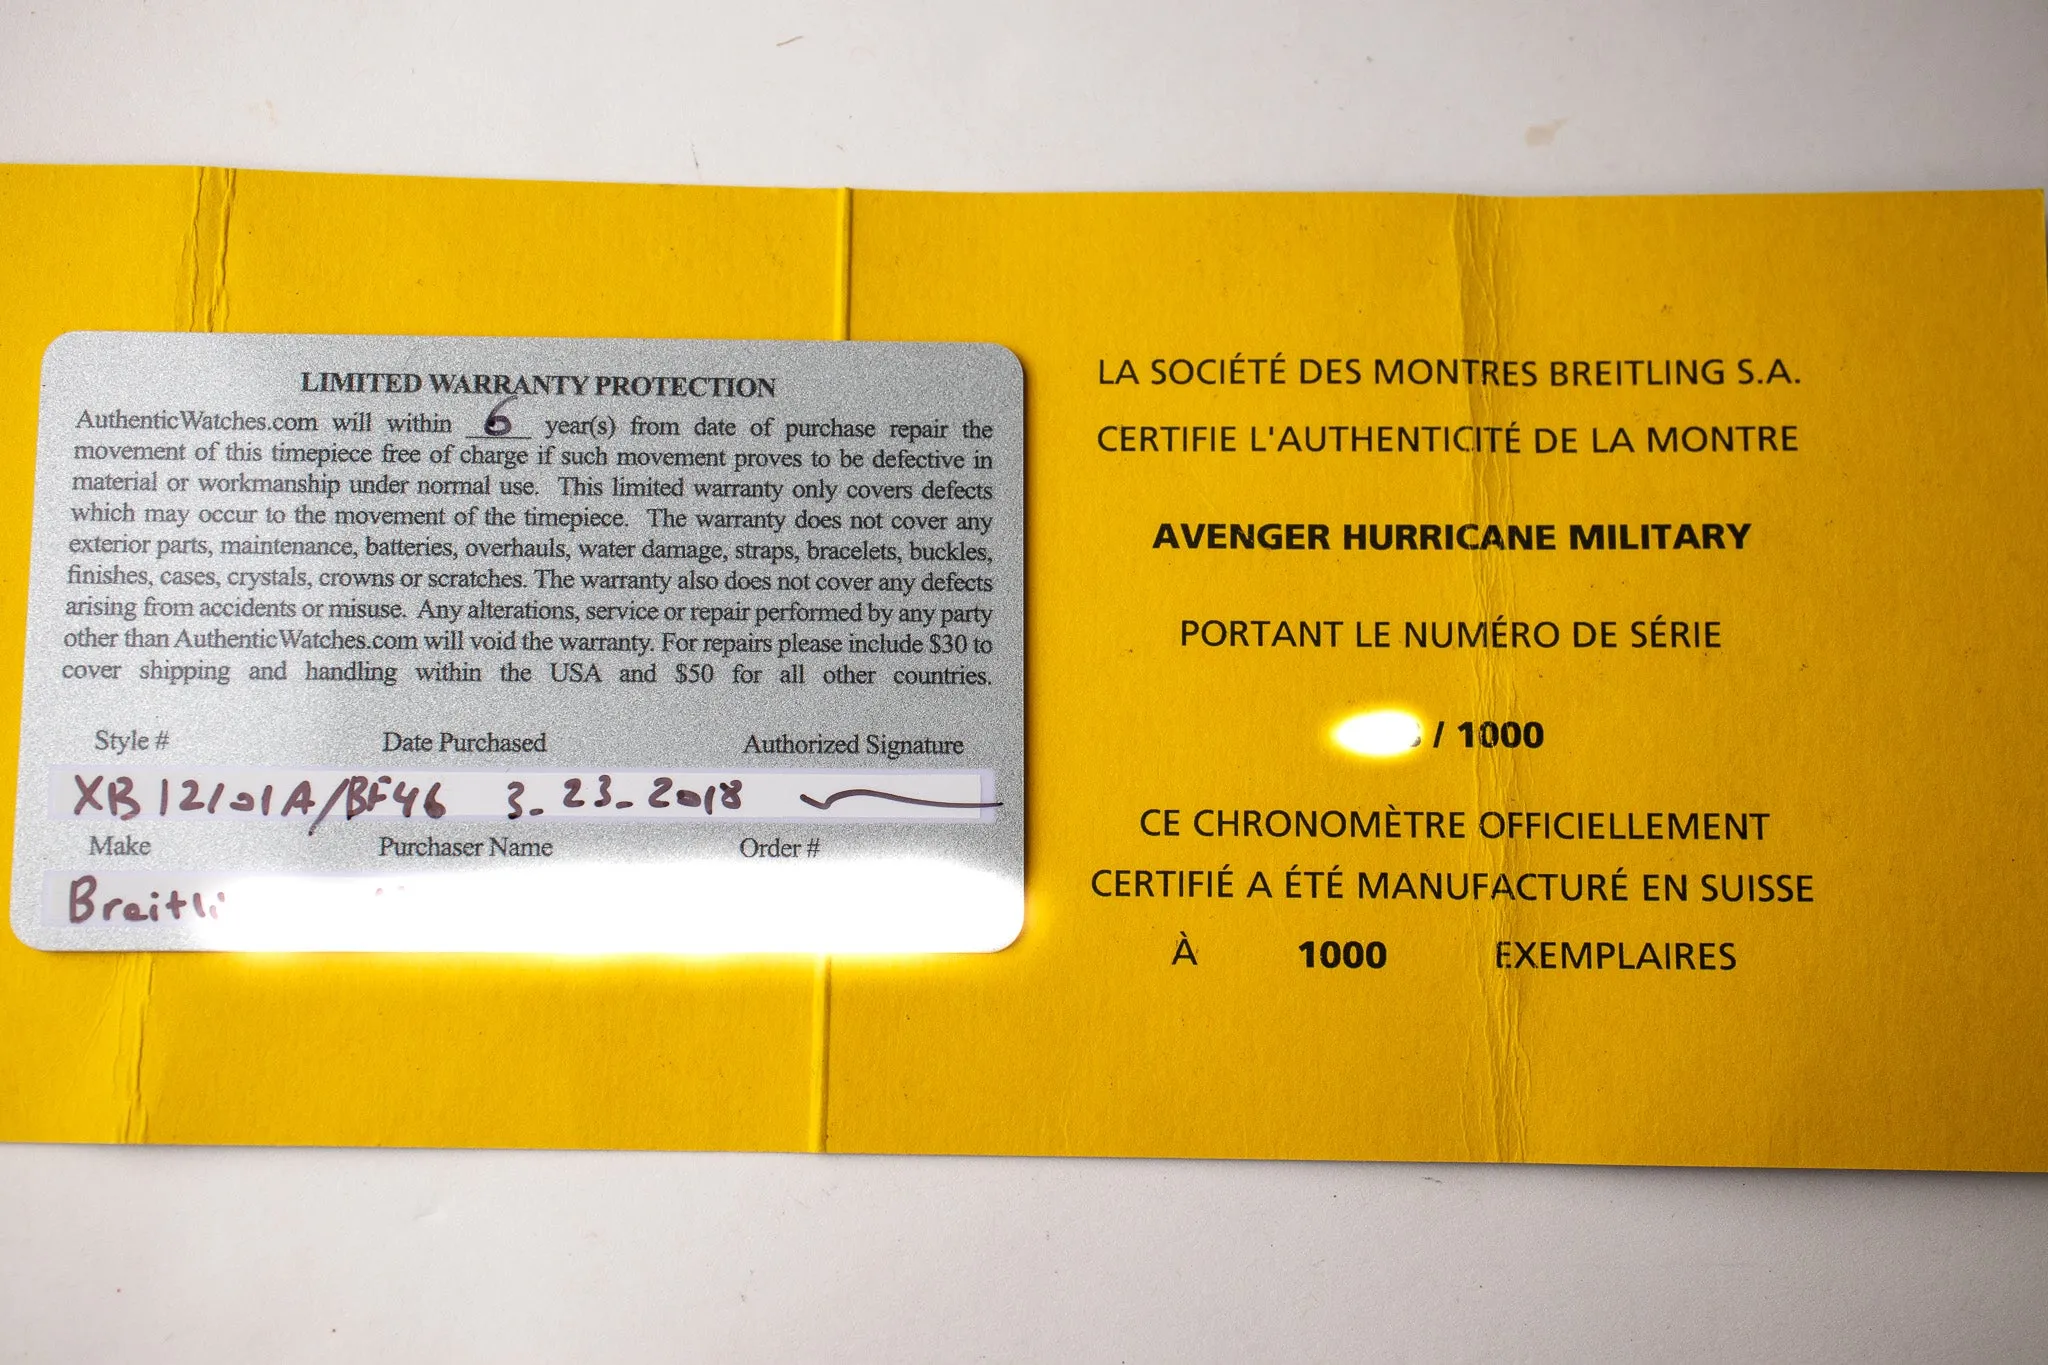 LIMITED WARRANTY PROTECTION
AuthenticWatches.com will within 6 year(s) from date of purchase repair the
movement of this timepiece free of charge if such movement proves to be defective in
material or workmanship under normal use. This limited warranty only covers defects
which may occur to the movement of the timepiece. The warranty does not cover any
exterior parts, maintenance, batteries, overhauls, water damage, straps, bracelets, buckles,
finishes, cases, crystals, crowns or scratches. The warranty also does not cover any defects
arising from accidents or misuse. Any alterations, service or repair performed by any party
other than AuthenticWatches.com will void the warranty. For repairs please include $30 to
cover shipping and handling within the USA and $50 for all other countries.
Style # Date Purchased Authorized Signature
XB12101A/BF46 3-23-2018
Make Purchaser Name Order #
Breitli
LA SOCIÉTÉ DES MONTRES BREITLING S.A.
CERTIFIE L'AUTHENTICITÉ DE LA MONTRE
AVENGER HURRICANE MILITARY
PORTANT LE NUMÉRO DE SÉRIE
/ 1000
CE CHRONOMÈTRE OFFICIELLEMENT
CERTIFIÉ A ÉTÉ MANUFACTURÉ EN SUISSE
À 1000 EXEMPLAIRES